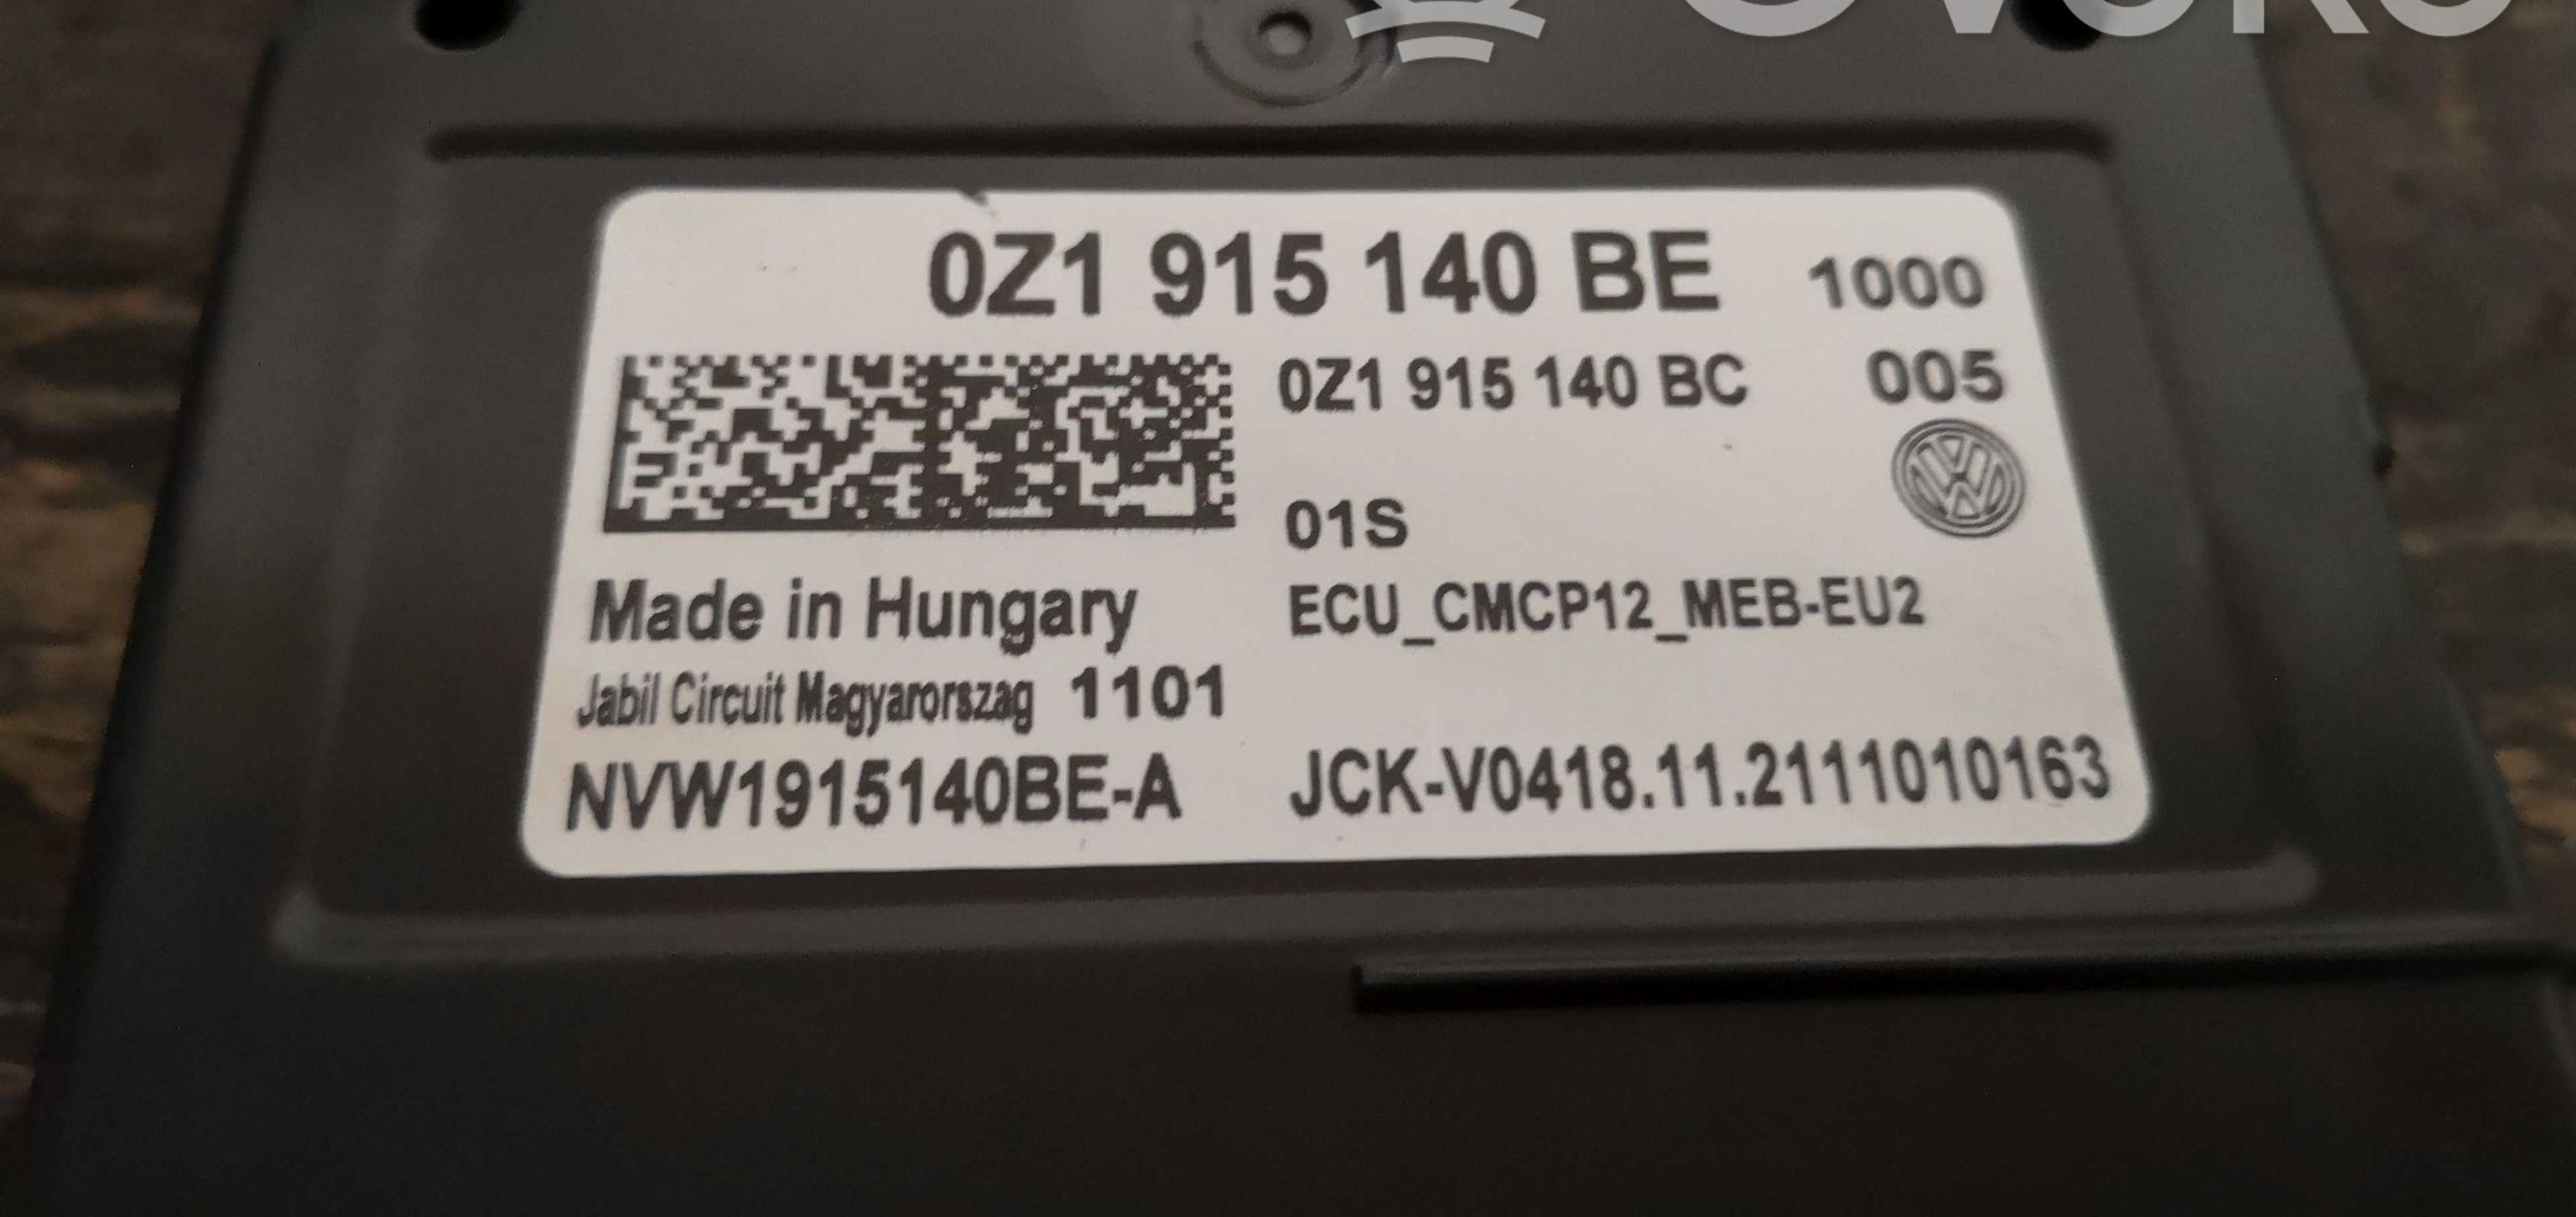 0Z1 915 140 BE 1000
0Z1 915 140 BC 005
01S
Made in Hungary ECU_CMCP12_MEB-EU2
Jabil Circuit Magyarorszag 1101
NVW1915140BE-A JCK-V0418.11.2111010163